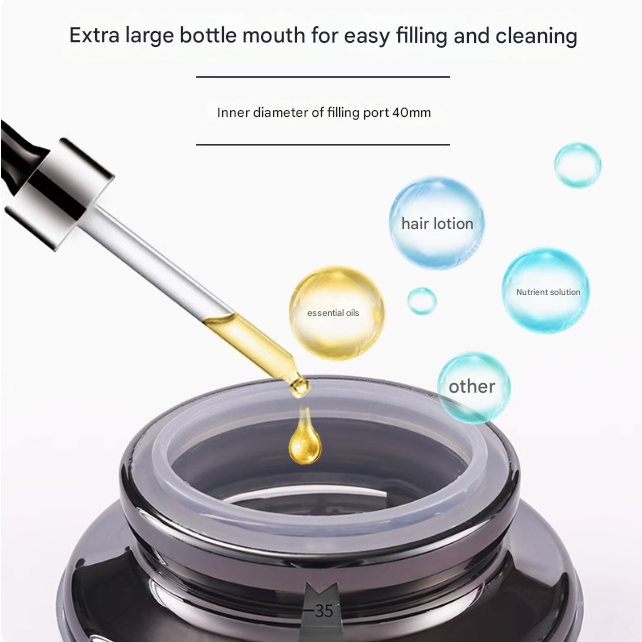 Extra large bottle mouth for easy filling and cleaning
Inner diameter of filling port 40mm
hair lotion
Nutrient solution
essential oils
other
35